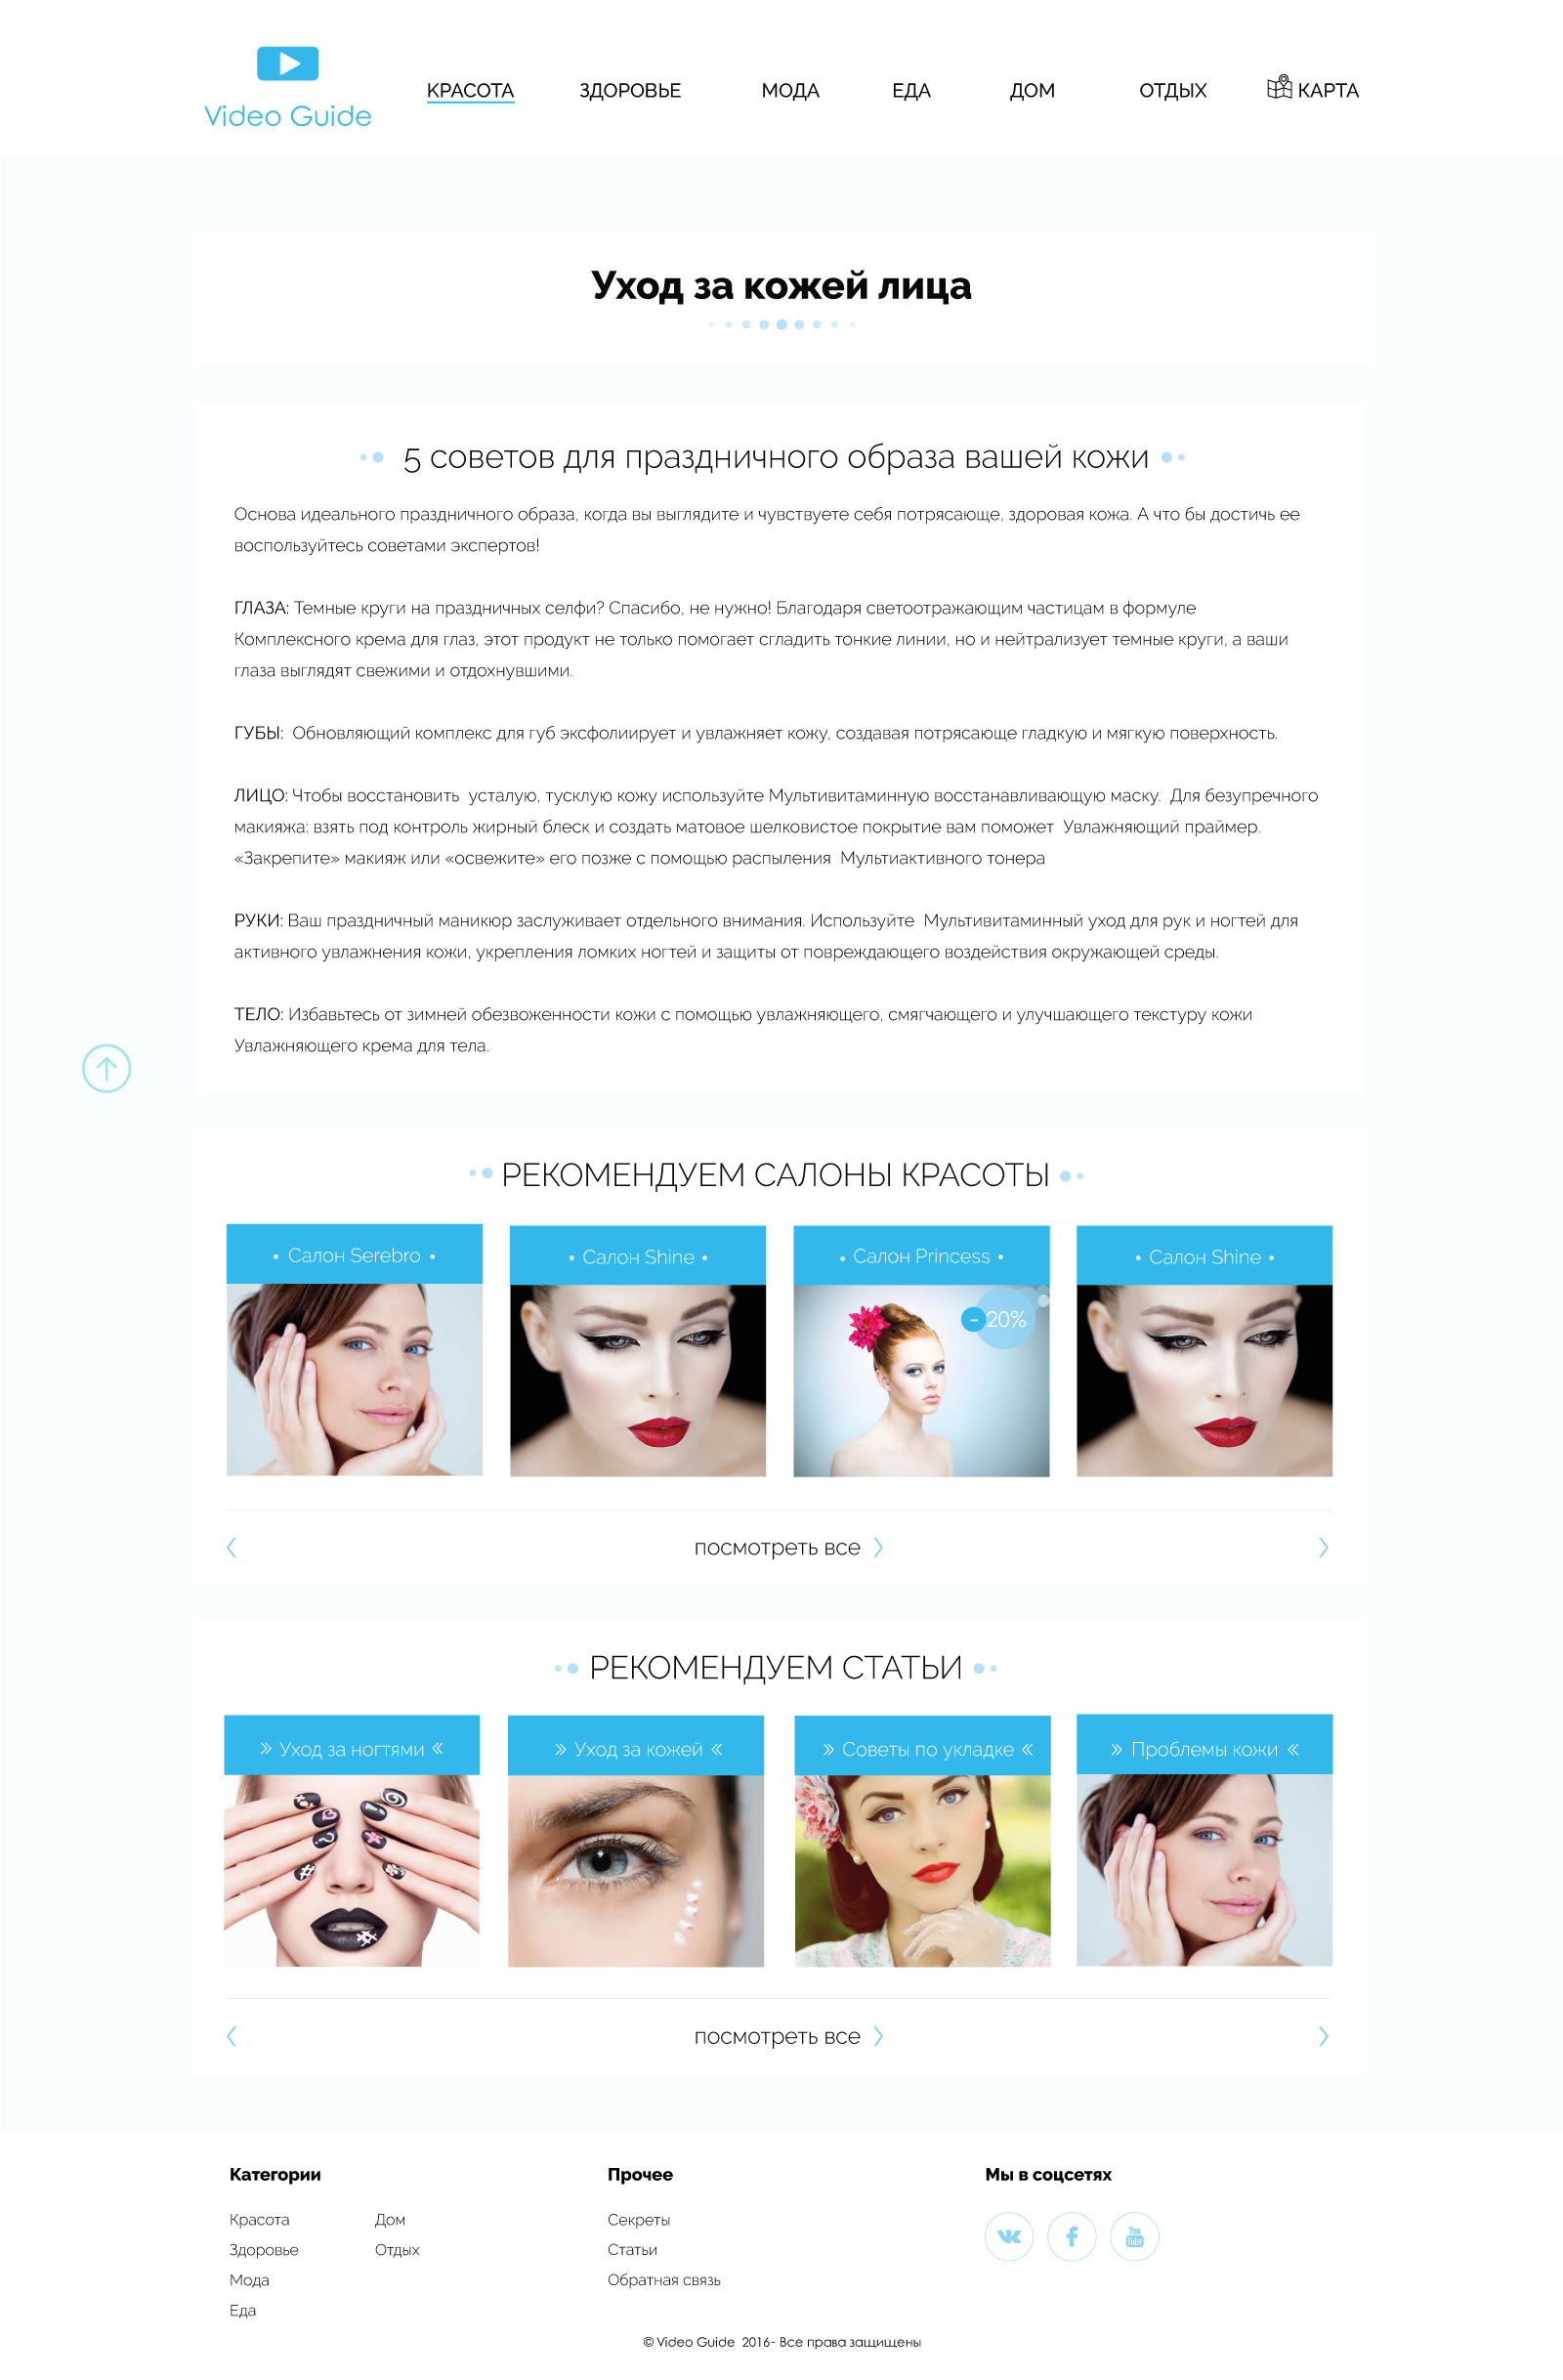 Video Guide
КРАСОТА
ЗДОРОВЬЕ
МОДА
ЕДА
ДОМ
ОТДЫХ
КАРТА
Уход за кожей лица
5 советов для праздничного образа вашей кожи
Основа идеального праздничного образа, когда вы выглядите и чувствуете себя потрясающе, здоровая кожа. А что бы достичь ее
воспользуйтесь советами экспертов!
ГЛАЗА: Темные круги на праздничных селфи? Спасибо, не нужно! Благодаря светоотражающим частицам в формуле
Комплексного крема для глаз, этот продукт не только помогает сгладить тонкие линии, но и нейтрализует темные круги, а ваши
глаза выглядят свежими и отдохнувшими.
ГУБЫ: Обновляющий комплекс для губ эксфолиирует и увлажняет кожу, создавая потрясающе гладкую и мягкую поверхность.
ЛИЦО: Чтобы восстановить усталую, тусклую кожу используйте Мультивитаминную восстанавливающую маску. Для безупречного
макияжа: взять под контроль жирный блеск и создать матовое шелковистое покрытие вам поможет Увлажняющий праймер.
«Закрепите» макияж или «освежите» его позже с помощью распыления Мультиактивного тонера
РУКИ: Ваш праздничный маникюр заслуживает отдельного внимания. Используйте Мультивитаминный уход для рук и ногтей для
активного увлажнения кожи, укрепления ломких ногтей и защиты от повреждающего воздействия окружающей среды.
ТЕЛО: Избавьтесь от зимней обезвоженности кожи с помощью увлажняющего, смягчающего и улучшающего текстуру кожи
Увлажняющего крема для тела.
РЕКОМЕНДУЕМ САЛОНЫ КРАСОТЫ
• Салон Serebro •
• Салон Shine •
• Салон Princess •
• Салон Shine •
- 20%
посмотреть все
РЕКОМЕНДУЕМ СТАТЬИ
» Уход за ногтями «
» Уход за кожей «
» Советы по укладке «
» Проблемы кожи «
посмотреть все
Категории
Красота
Здоровье
Мода
Еда
Дом
Отдых
Прочее
Секреты
Статьи
Обратная связь
Мы в соцсетях
You Tube
© Video Guide 2016- Все права защищены